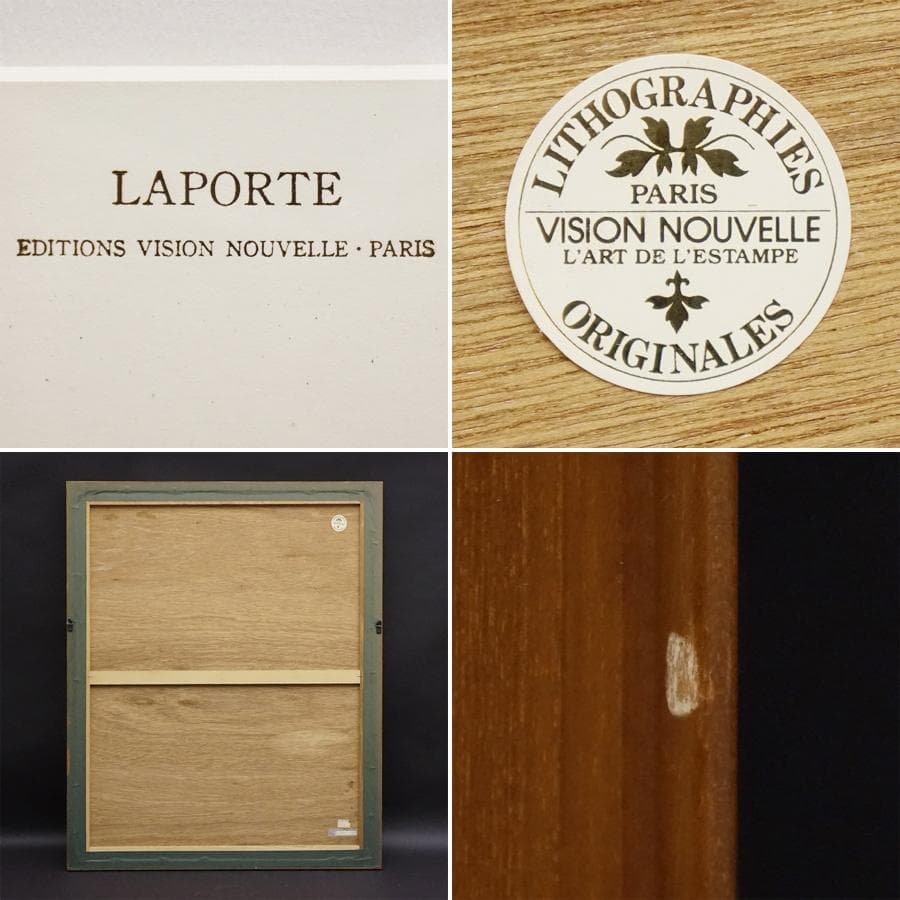 LAPORTE
EDITIONS VISION NOUVELLE · PARIS
LITHOGRAPHIES
PARIS
VISION NOUVELLE
L'ART DE L'ESTAMPE
ORIGINALES